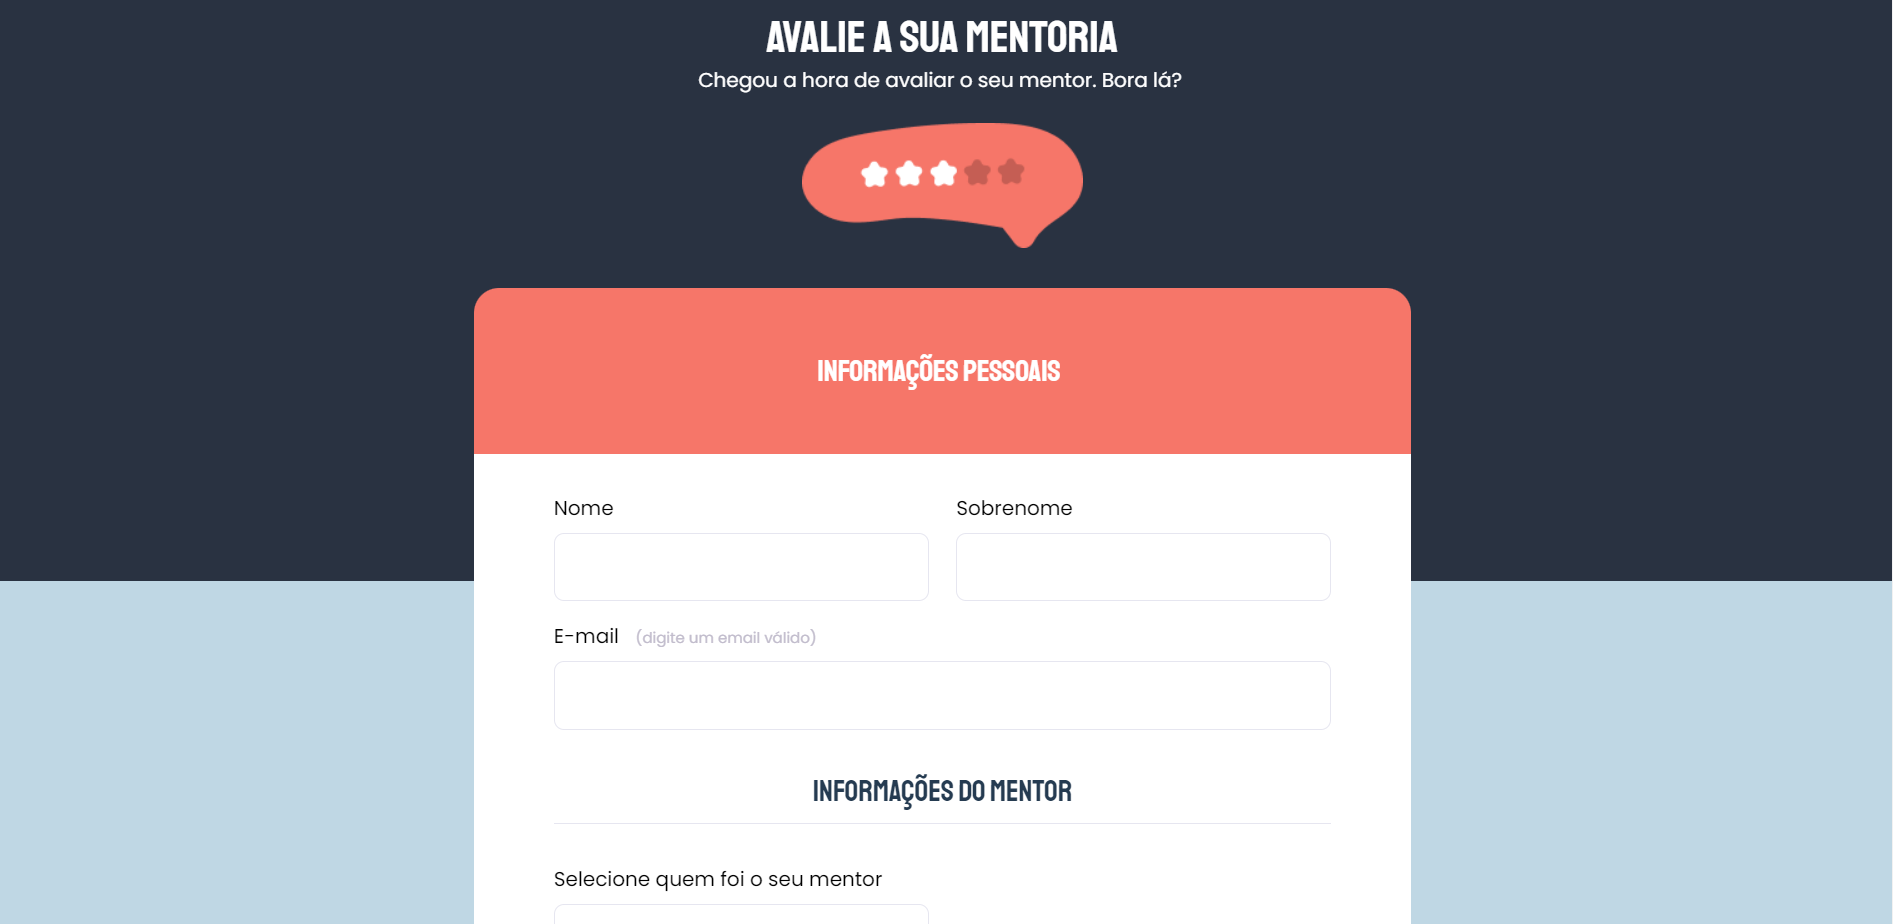 AVALIE A SUA MENTORIA
Chegou a hora de avaliar o seu mentor. Bora lá?
INFORMAÇÕES PESSOAIS
Nome
Sobrenome
E-mail (digite um email válido)
INFORMAÇÕES DO MENTOR
Selecione quem foi o seu mentor